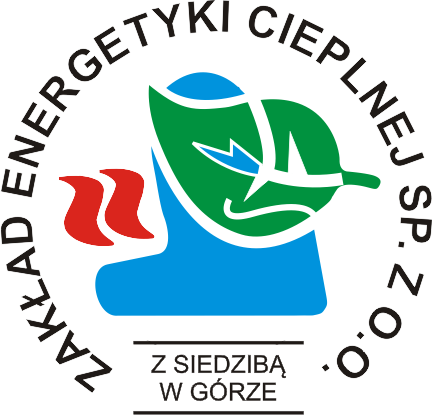 ZAKŁAD ENERGETYKI CIEPLNEJ SP. Z O.O.
Z SIEDZIBĄ
W GÓRZE